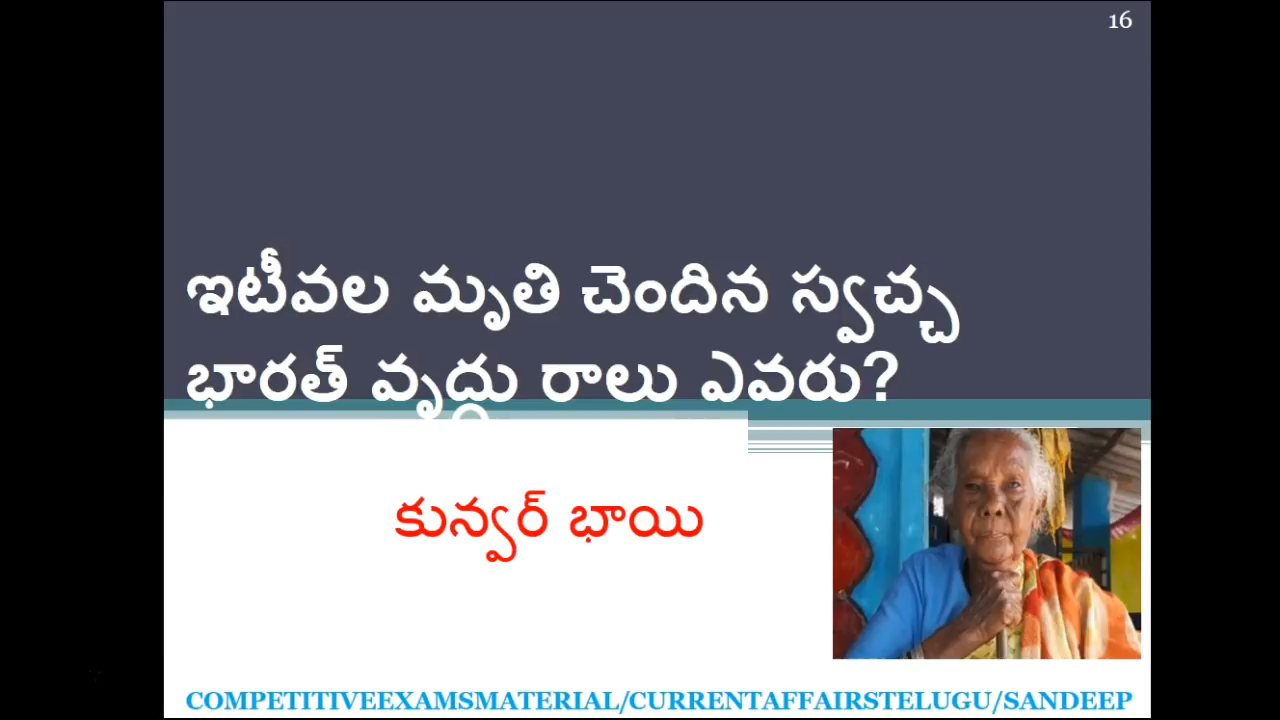 16
ఇటీవల మృతి చెందిన స్వచ్చ
భారత్ వృద్దు రాలు ఎవరు?
కున్వర్ భాయి
COMPETITIVEEXAMSMATERIAL/CURRENTAFFAIRSTELUGU/SANDEEP